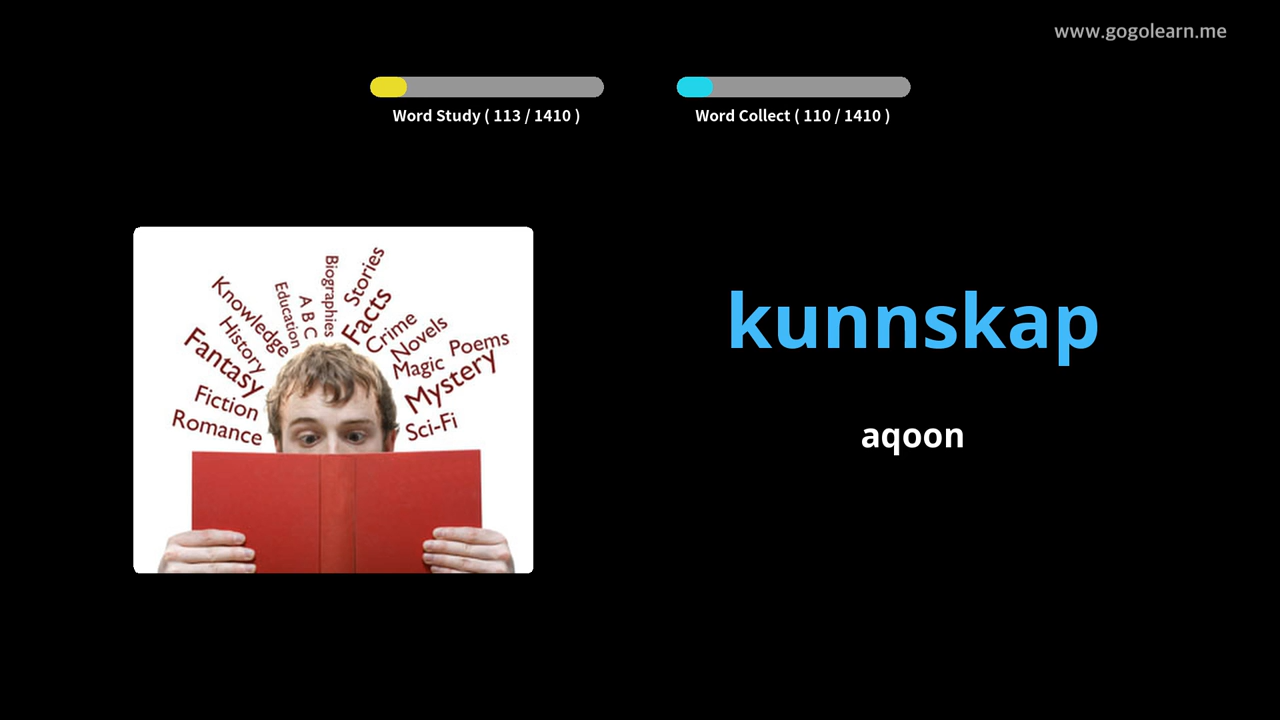 www.gogolearn.me
Word Study ( 113 / 1410 )
Word Collect ( 110 / 1410 )
Stories
Biographies
Facts
Education
A B C
Knowledge
Crime
History
Novels
Fantasy
Magic
Poems
Mystery
Fiction
Romance
Sci-Fi
kunnskap
aqoon